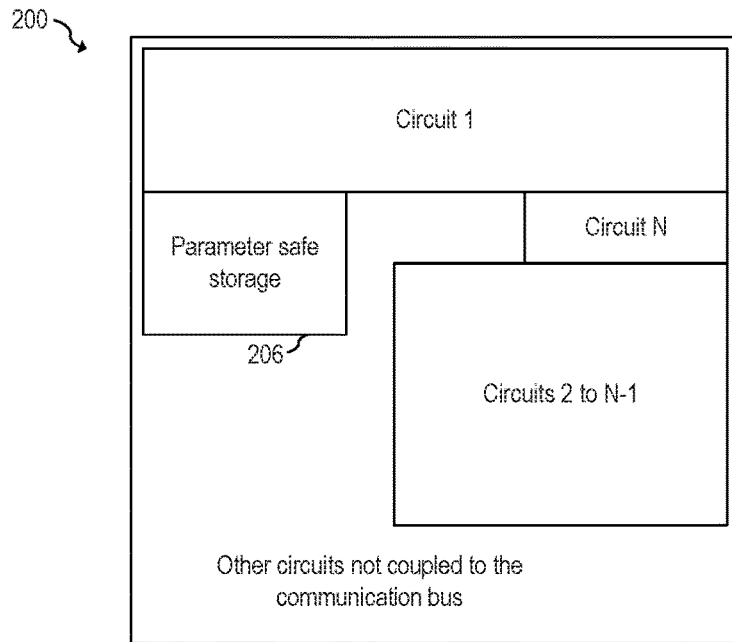 200
Circuit 1
Parameter safe
storage
Circuit N
206
Circuits 2 to N-1
Other circuits not coupled to the
communication bus